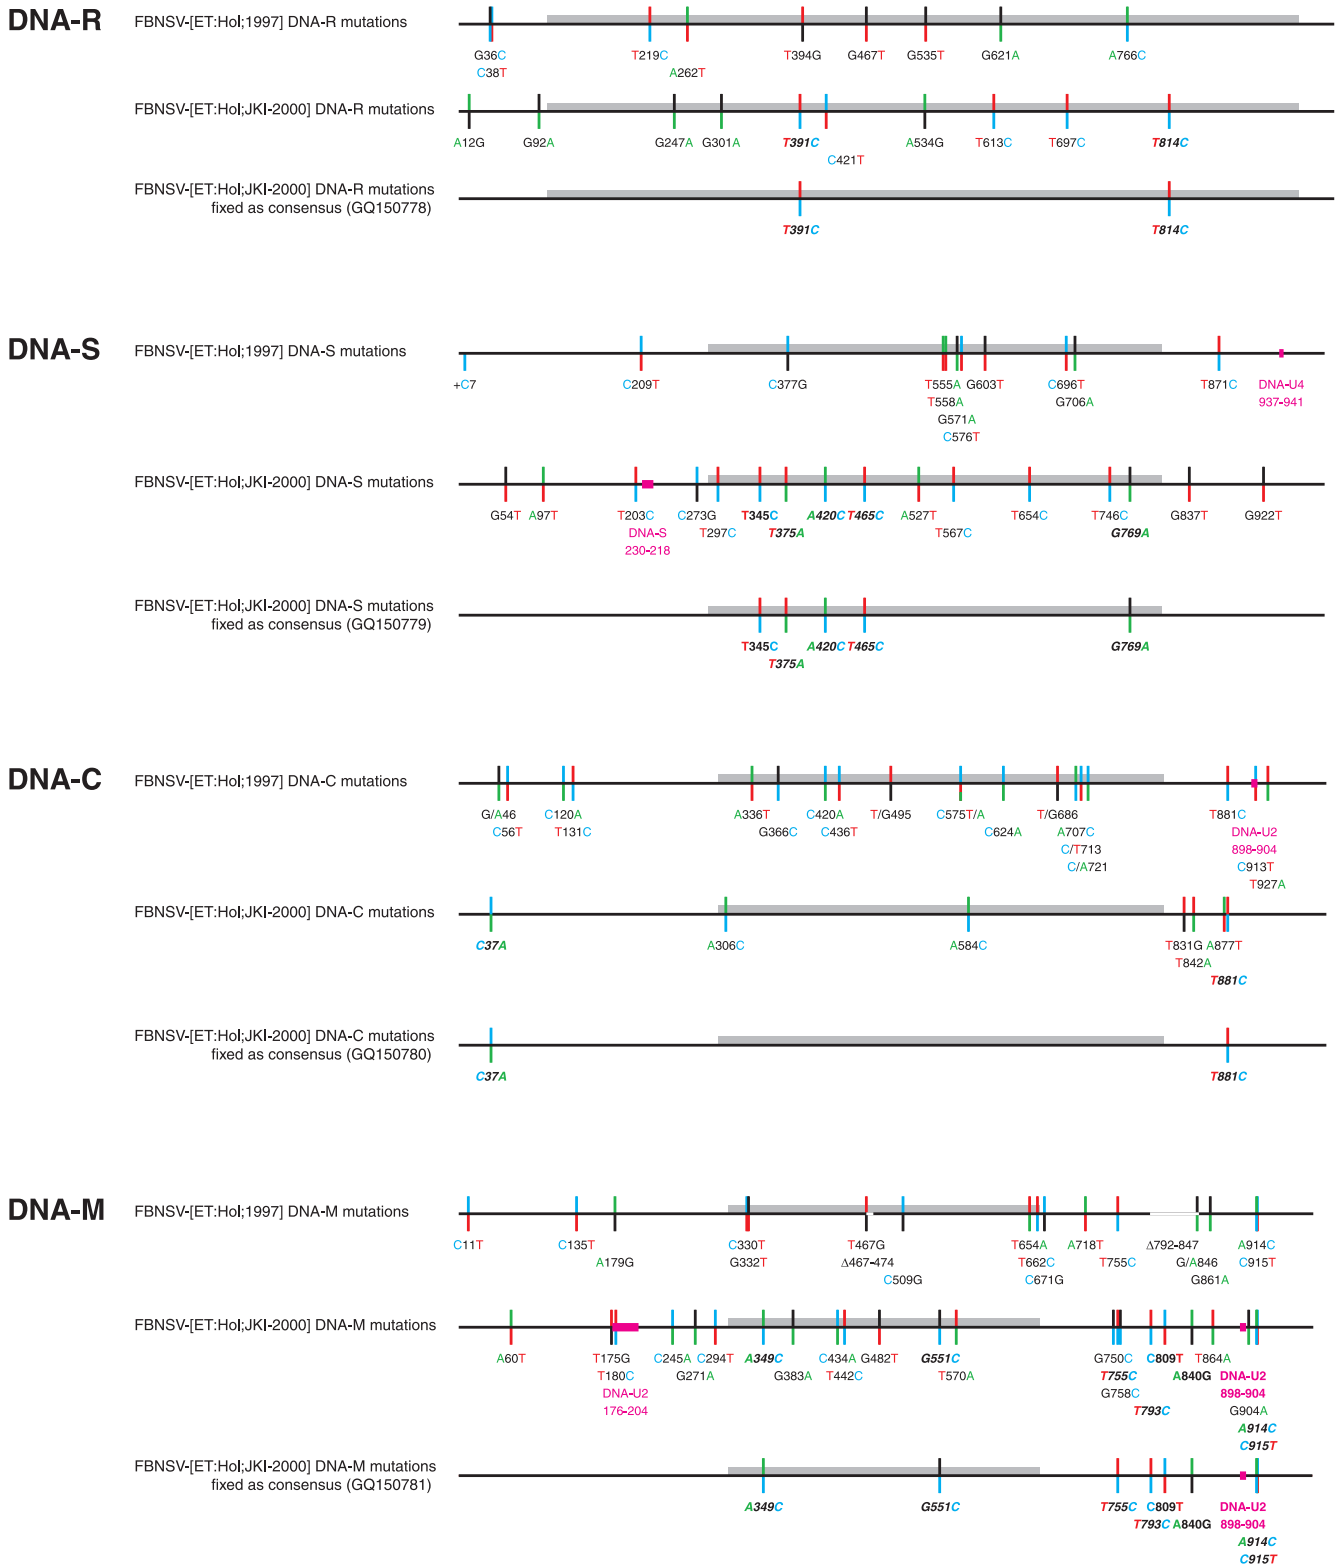 DNA-R
FBNSV-[ET:Hol;1997] DNA-R mutations
G36C T219C T394G G467T G535T G621A A766C
C38T A262T
FBNSV-[ET:Hol;JKI-2000] DNA-R mutations
A12G G92A G247A G301A T391C A534G T613C T697C T814C
C421T
FBNSV-[ET:Hol;JKI-2000] DNA-R mutations
fixed as consensus (GQ150778)
T391C T814C
DNA-S
FBNSV-[ET:Hol;1997] DNA-S mutations
+C7 C209T C377G T555A G603T C696T T871C DNA-U4
T558A G706A 937-941
G571A
C576T
FBNSV-[ET:Hol;JKI-2000] DNA-S mutations
G54T A97T T203C C273G T345C A420C T465C A527T T654C T746C G837T G922T
DNA-S T297C T375A T567C G769A
230-218
FBNSV-[ET:Hol;JKI-2000] DNA-S mutations
fixed as consensus (GQ150779)
T345C A420C T465C G769A
T375A
DNA-C
FBNSV-[ET:Hol;1997] DNA-C mutations
G/A46 C120A A336T C420A T/G495 C575T/A T/G686 T881C
C56T T131C G366C C436T C624A A707C DNA-U2
C/T713 898-904
C/A721 C913T
T927A
FBNSV-[ET:Hol;JKI-2000] DNA-C mutations
C37A A306C A584C T831G A877T
T842A
T881C
FBNSV-[ET:Hol;JKI-2000] DNA-C mutations
fixed as consensus (GQ150780)
C37A T881C
DNA-M
FBNSV-[ET:Hol;1997] DNA-M mutations
C11T C135T C330T T467G T654A A718T Δ792-847 A914C
A179G G332T Δ467-474 T662C T755C G/A846 C915T
C509G C671G G861A
FBNSV-[ET:Hol;JKI-2000] DNA-M mutations
A60T T175G C245A C294T A349C C434A G482T G551C G750C C809T T864A
T180C G271A G383A T442C T570A T755C A840G DNA-U2
DNA-U2 G758C 898-904
176-204 T793C G904A
A914C
C915T
FBNSV-[ET:Hol;JKI-2000] DNA-M mutations
fixed as consensus (GQ150781)
A349C G551C T755C C809T DNA-U2
T793C A840G 898-904
A914C
C915T